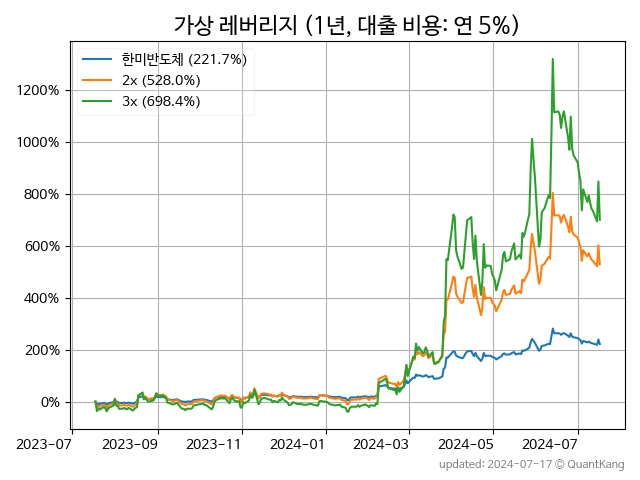 가상 레버리지 (1년, 대출 비용: 연 5%)
한미반도체 (221.7%)
2x (528.0%)
3x (698.4%)
1200%
1000%
800%
600%
400%
200%
0%
2023-07 2023-09 2023-11 2024-01 2024-03 2024-05 2024-07
updated: 2024-07-17 © QuantKang